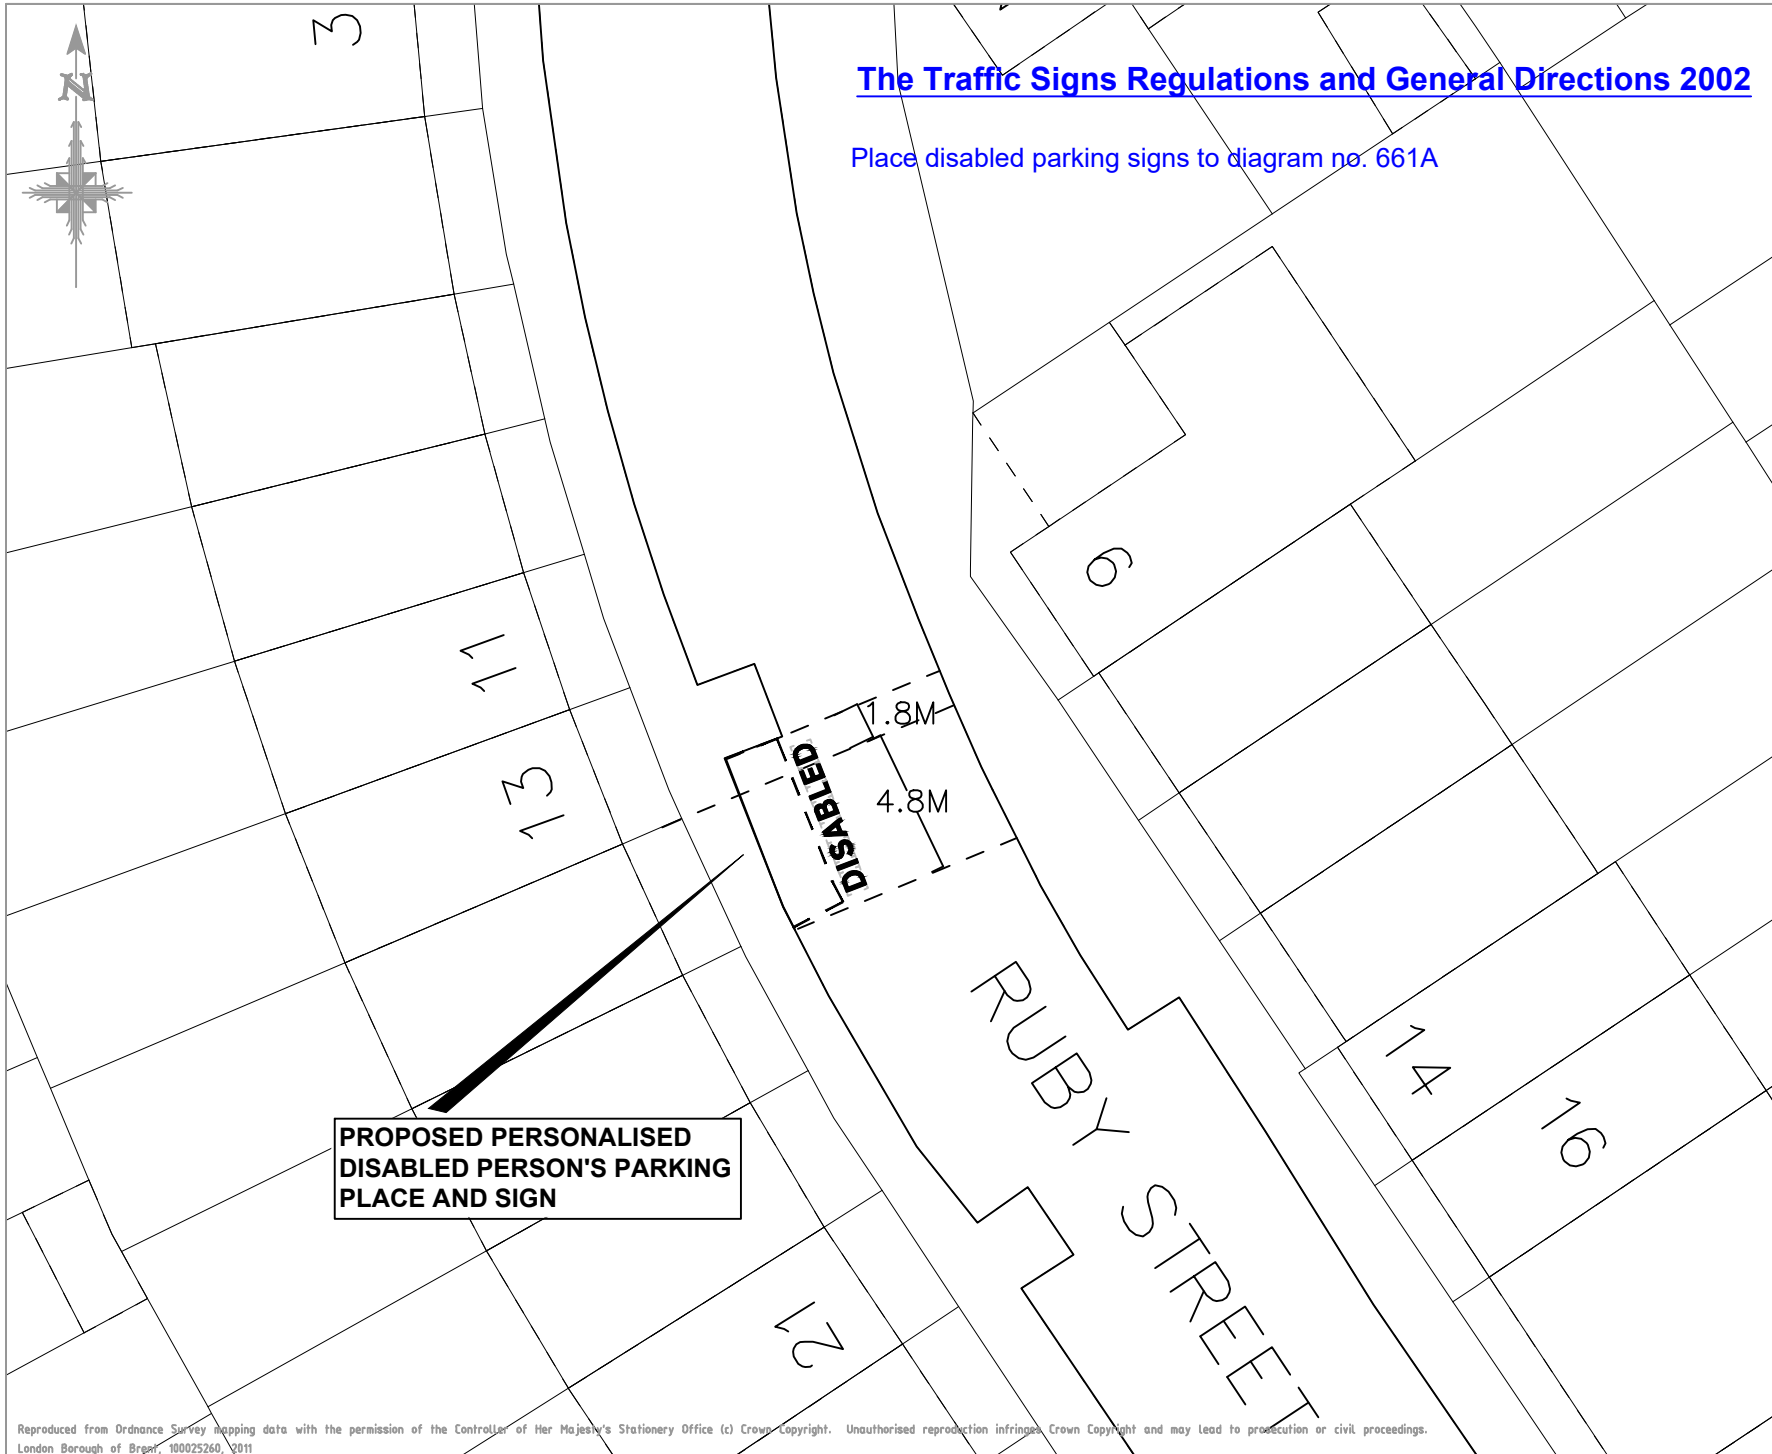 3
N
The Traffic Signs Regulations and General Directions 2002
Place disabled parking signs to diagram no. 661A
6
11
1.8M
13
DISABLED
4.8M
RUBY STREET
14
16
PROPOSED PERSONALISED
DISABLED PERSON'S PARKING
PLACE AND SIGN
21
Reproduced from Ordnance Survey mapping data with the permission of the Controller of Her Majesty's Stationery Office (c) Crown Copyright. Unauthorised reproduction infringes Crown Copyright and may lead to prosecution or civil proceedings.
London Borough of Brent, 100025260, 2011